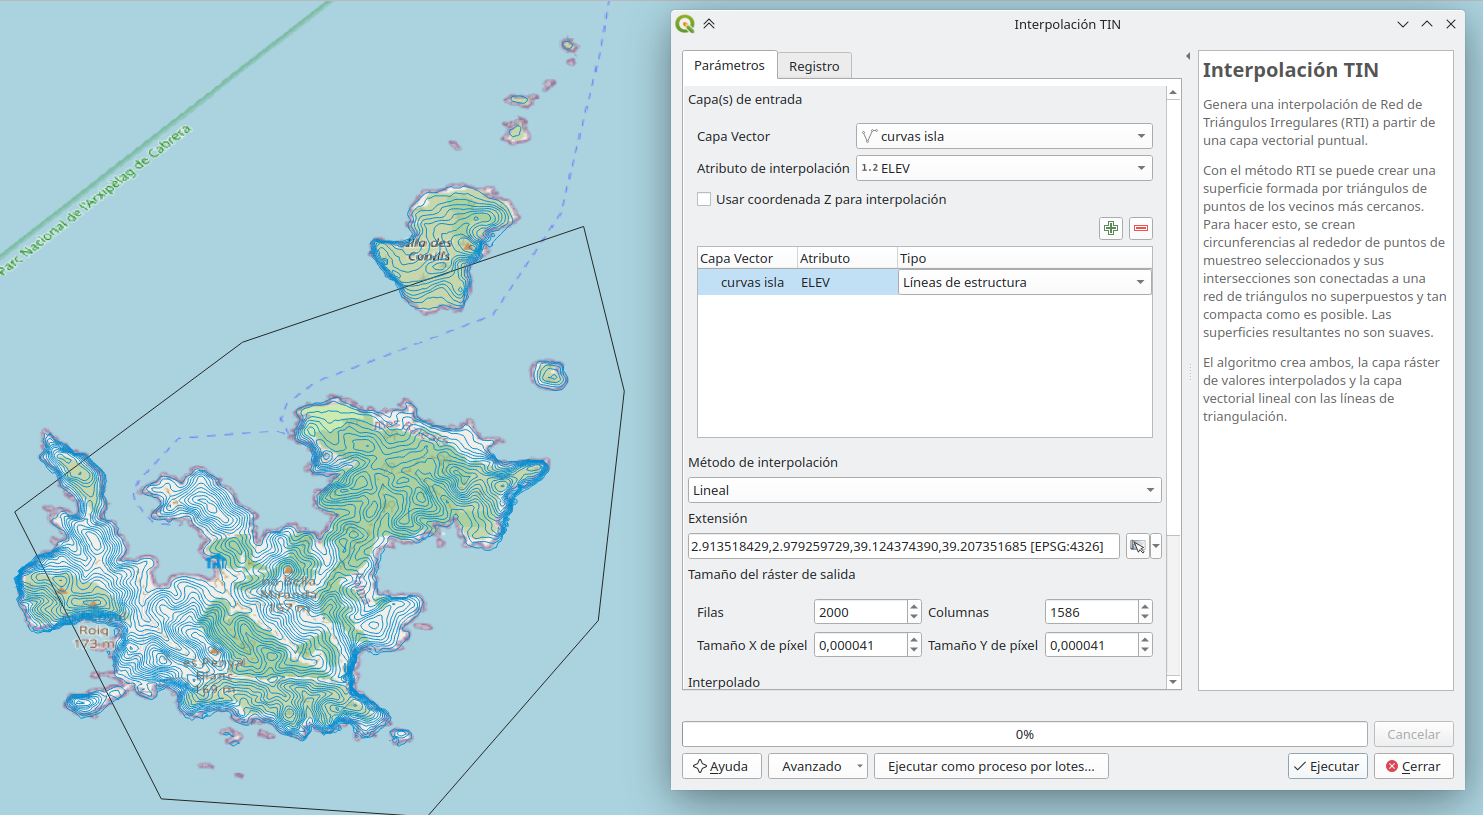 Parc Nacional de l'Arxipèlag de Cabrera
Illa des
Conills
na Bella
Miranda
Roig
173 m
es Penyal
Blanc
169 m
Interpolación TIN
Parámetros
Registro
Capa(s) de entrada
Capa Vector
curvas isla
Atributo de interpolación
1.2 ELEV
Usar coordenada Z para interpolación
Capa Vector Atributo Tipo
curvas isla ELEV Líneas de estructura
Método de interpolación
Lineal
Extensión
2.913518429,2.979259729,39.124374390,39.207351685 [EPSG:4326]
Tamaño del ráster de salida
Filas 2000 Columnas 1586
Tamaño X de píxel 0,000041 Tamaño Y de píxel 0,000041
Interpolado
Interpolación TIN
Genera una interpolación de Red de
Triángulos Irregulares (RTI) a partir de
una capa vectorial puntual.
Con el método RTI se puede crear una
superficie formada por triángulos de
puntos de los vecinos más cercanos.
Para hacer esto, se crean
circunferencias al rededor de puntos de
muestreo seleccionados y sus
intersecciones son conectadas a una
red de triángulos no superpuestos y tan
compacta como es posible. Las
superficies resultantes no son suaves.
El algoritmo crea ambos, la capa ráster
de valores interpolados y la capa
vectorial lineal con las líneas de
triangulación.
0%
Cancelar
Ayuda
Avanzado
Ejecutar como proceso por lotes...
Ejecutar
Cerrar